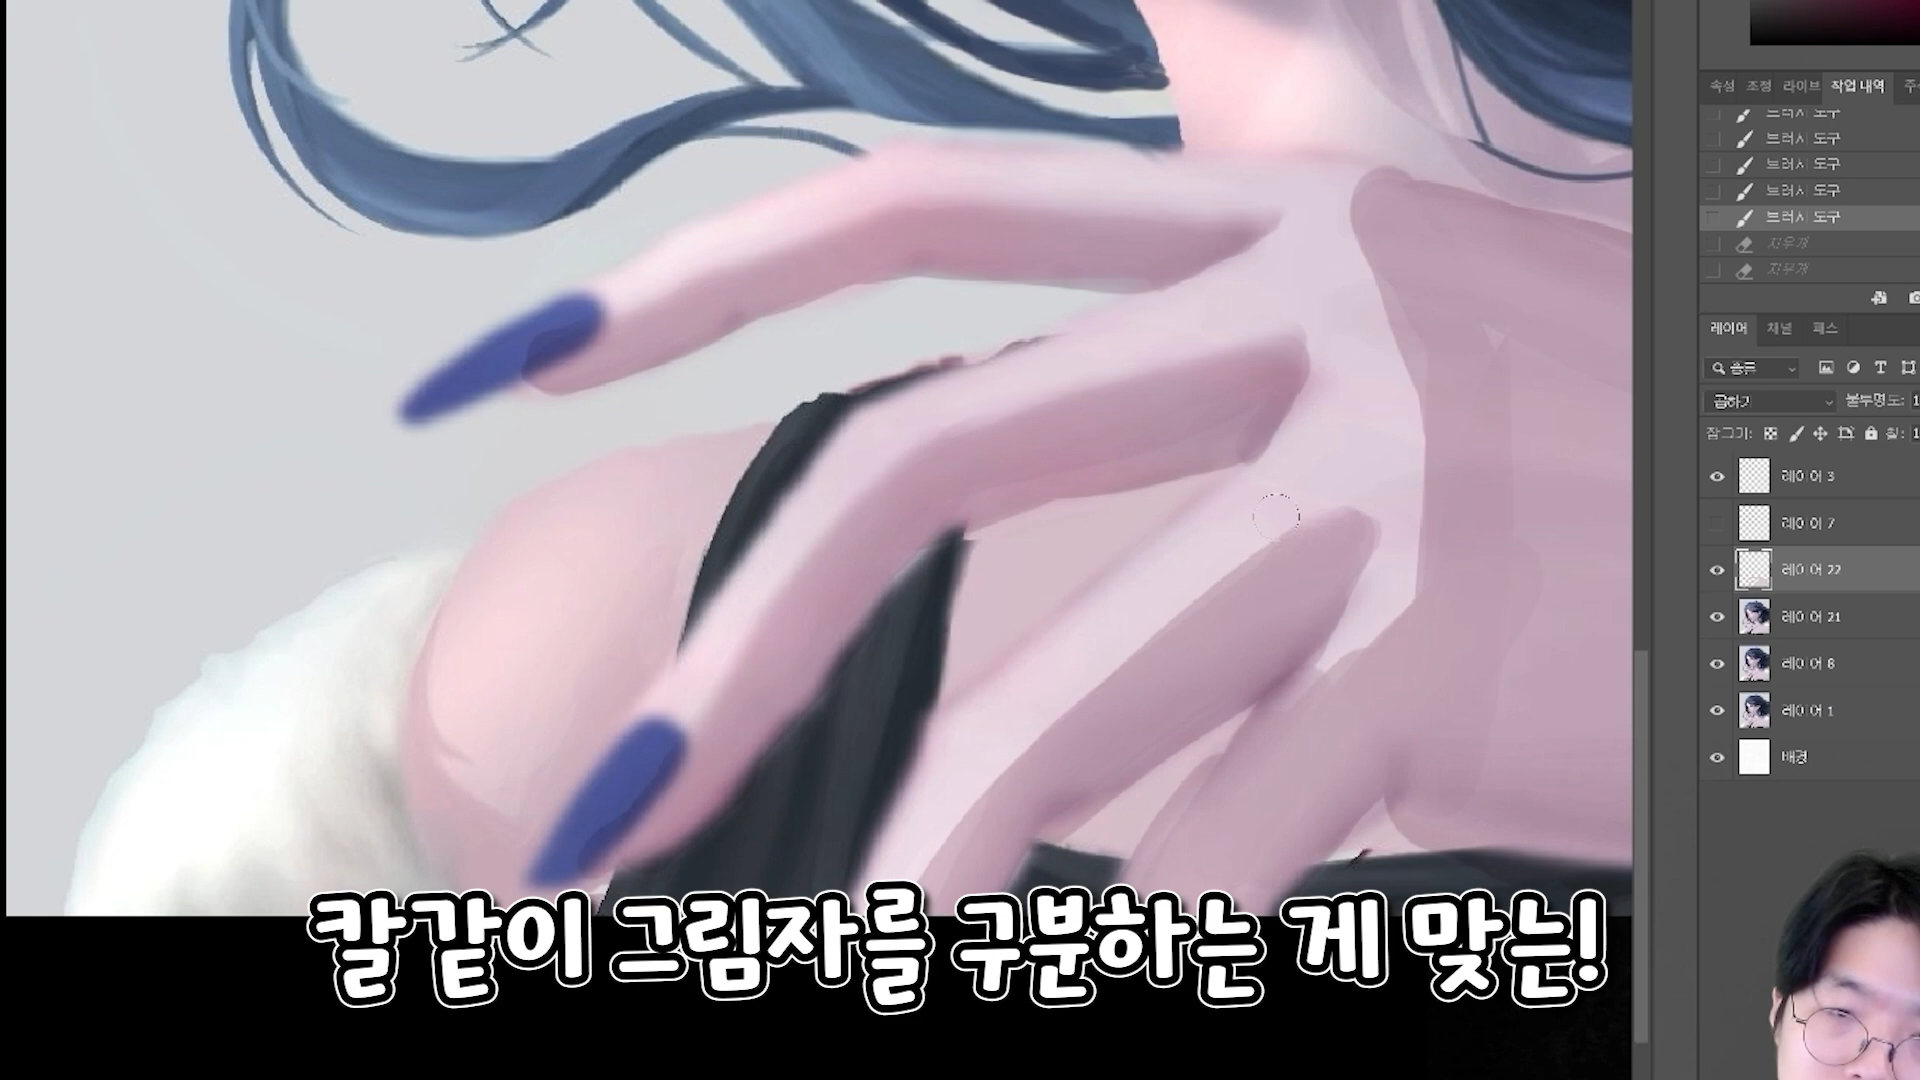 속성 조정 라이브 작업 내역
브러시 도구
브러시 도구
브러시 도구
브러시 도구
브러시 도구
지우개
지우개
레이어 채널 패스
종류
곱하기 불투명도: 1
잠그기: 칠: 1
레이어 3
레이어 7
레이어 22
레이어 21
레이어 8
레이어 1
배경
칼같이 그림자를 구분하는 게 맞는!